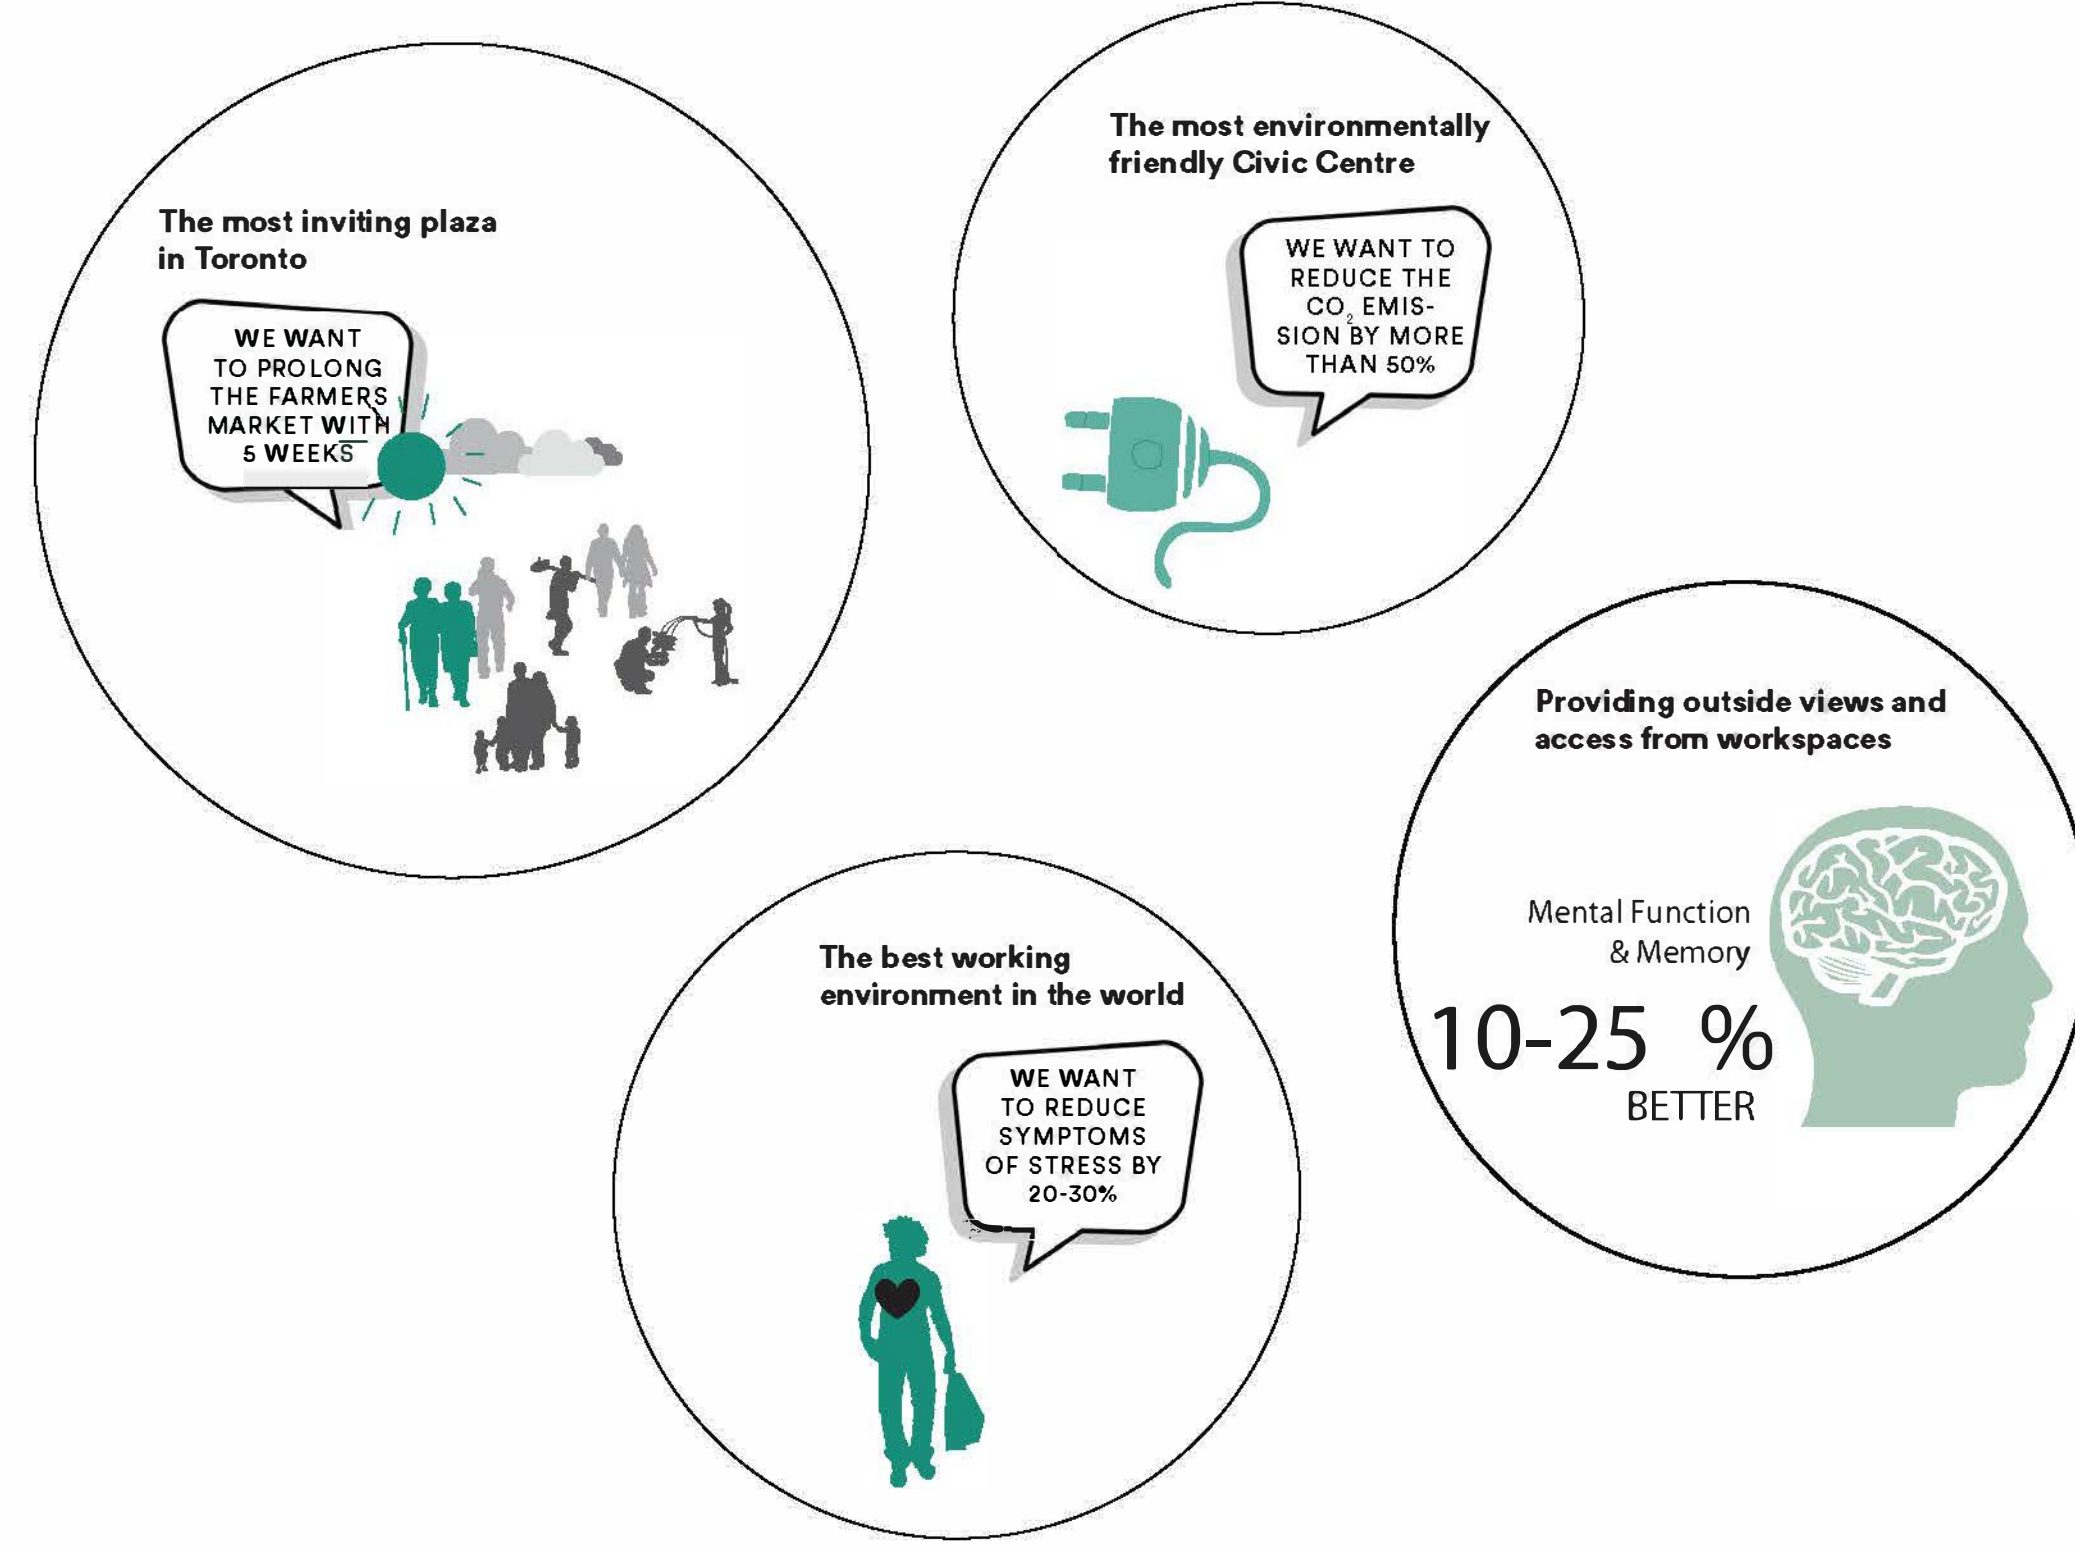 The most inviting plaza
in Toronto
WE WANT
TO PROLONG
THE FARMERS
MARKET WITH
5 WEEKS
The most environmentally
friendly Civic Centre
WE WANT TO
REDUCE THE
CO₂ EMIS-
SION BY MORE
THAN 50%
Providing outside views and
access from workspaces
Mental Function
& Memory
10-25 %
BETTER
The best working
environment in the world
WE WANT
TO REDUCE
SYMPTOMS
OF STRESS BY
20-30%